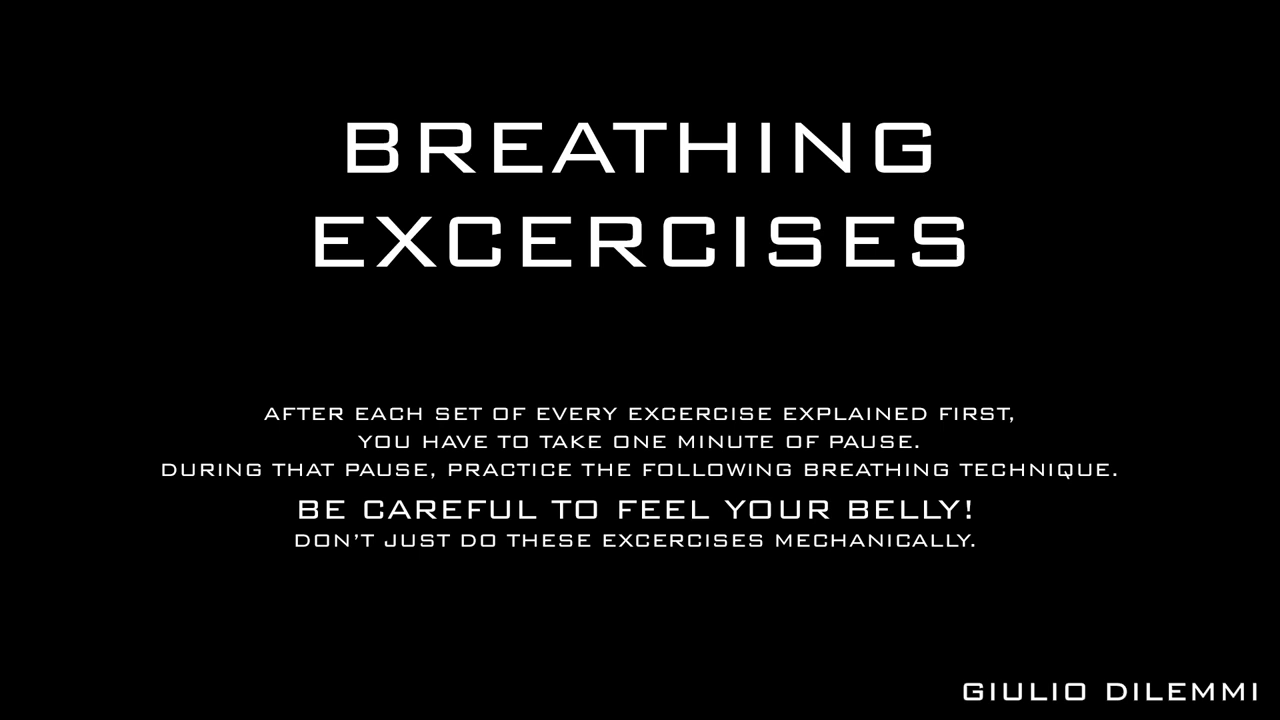 BREATHING
EXCERCISES
AFTER EACH SET OF EVERY EXCERCISE EXPLAINED FIRST,
YOU HAVE TO TAKE ONE MINUTE OF PAUSE.
DURING THAT PAUSE, PRACTICE THE FOLLOWING BREATHING TECHNIQUE.
BE CAREFUL TO FEEL YOUR BELLY!
DON’T JUST DO THESE EXCERCISES MECHANICALLY.
GIULIO DILEMMI